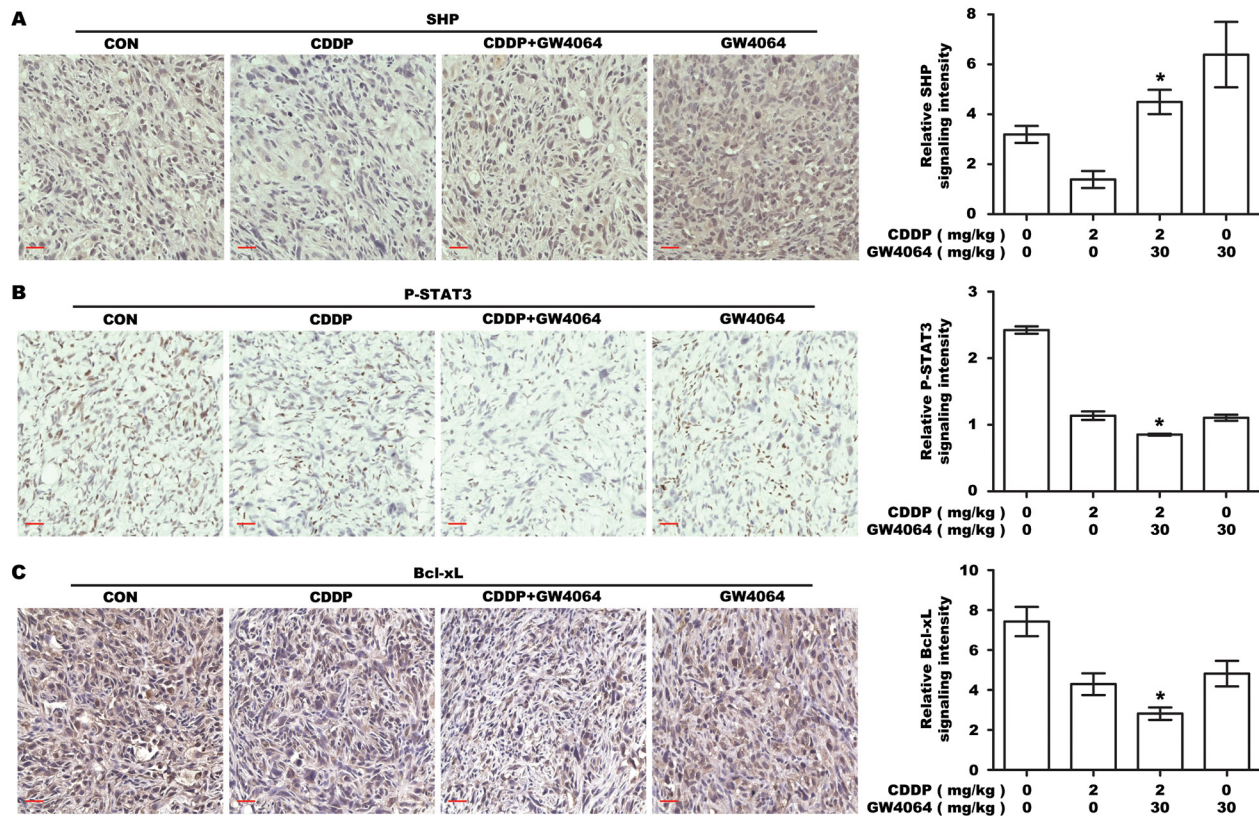 A
SHP
CON CDDP CDDP+GW4064 GW4064
Relative SHP
signaling intensity
8
6
4
2
0
*
CDDP ( mg/kg ) 0 2 2 0
GW4064 ( mg/kg ) 0 0 30 30
B
P-STAT3
CON CDDP CDDP+GW4064 GW4064
Relative P-STAT3
signaling intensity
3
2
1
0
*
CDDP ( mg/kg ) 0 2 2 0
GW4064 ( mg/kg ) 0 0 30 30
C
Bcl-xL
CON CDDP CDDP+GW4064 GW4064
Relative Bcl-xL
signaling intensity
10
8
6
4
2
0
*
CDDP ( mg/kg ) 0 2 2 0
GW4064 ( mg/kg ) 0 0 30 30